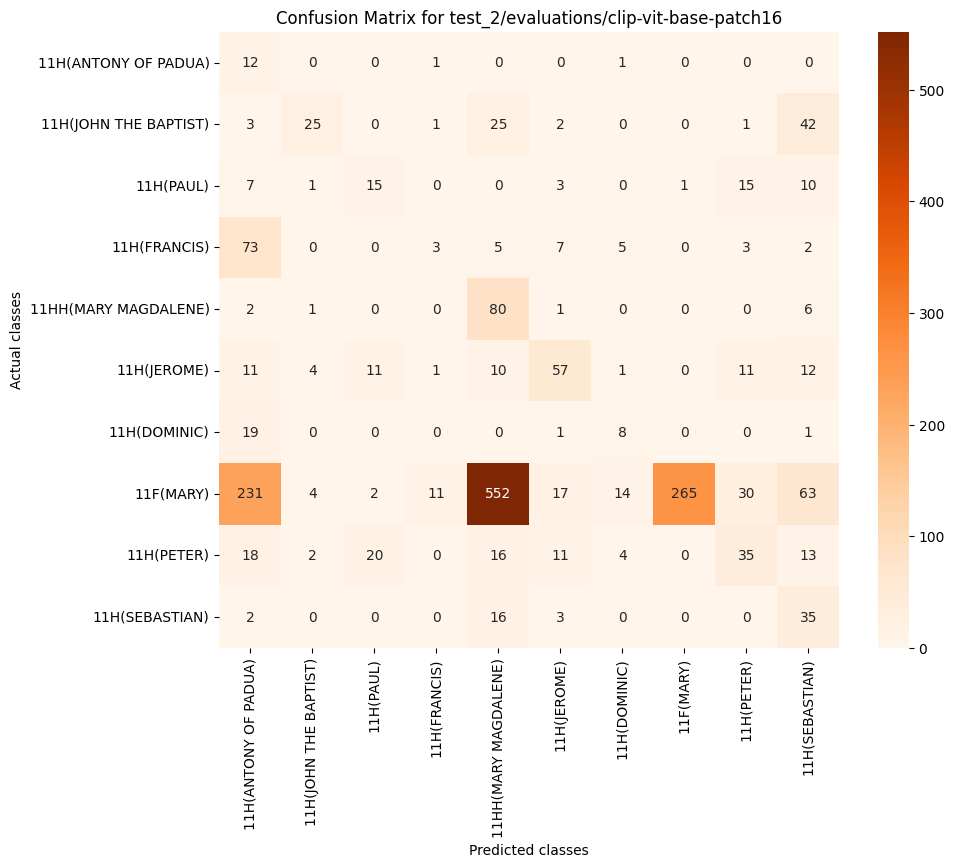 Confusion Matrix for test_2/evaluations/clip-vit-base-patch16
Actual classes
11H(ANTONY OF PADUA) 12 0 0 1 0 0 1 0 0 0
11H(JOHN THE BAPTIST) 3 25 0 1 25 2 0 0 1 42
11H(PAUL) 7 1 15 0 0 3 0 1 15 10
11H(FRANCIS) 73 0 0 3 5 7 5 0 3 2
11HH(MARY MAGDALENE) 2 1 0 0 80 1 0 0 0 6
11H(JEROME) 11 4 11 1 10 57 1 0 11 12
11H(DOMINIC) 19 0 0 0 0 1 8 0 0 1
11F(MARY) 231 4 2 11 552 17 14 265 30 63
11H(PETER) 18 2 20 0 16 11 4 0 35 13
11H(SEBASTIAN) 2 0 0 0 16 3 0 0 0 35
11H(ANTONY OF PADUA)
11H(JOHN THE BAPTIST)
11H(PAUL)
11H(FRANCIS)
11HH(MARY MAGDALENE)
11H(JEROME)
11H(DOMINIC)
11F(MARY)
11H(PETER)
11H(SEBASTIAN)
Predicted classes
500
400
300
200
100
0